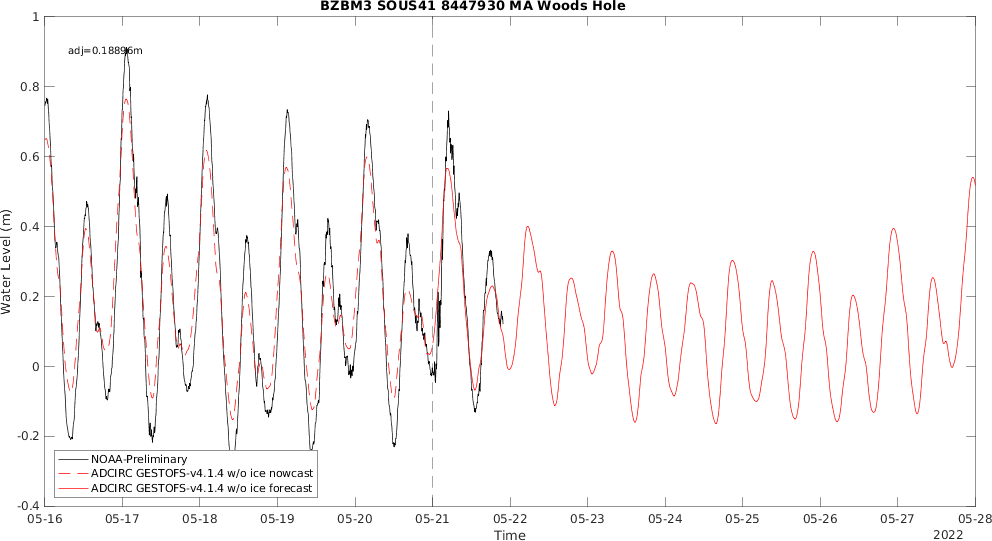 BZBM3 SOUS41 8447930 MA Woods Hole
adj=0.18896m
1
0.8
0.6
0.4
0.2
0
-0.2
-0.4
Water Level (m)
NOAA-Preliminary
ADCIRC GESTOFS-v4.1.4 w/o ice nowcast
ADCIRC GESTOFS-v4.1.4 w/o ice forecast
05-16 05-17 05-18 05-19 05-20 05-21 05-22 05-23 05-24 05-25 05-26 05-27 05-28
Time
2022